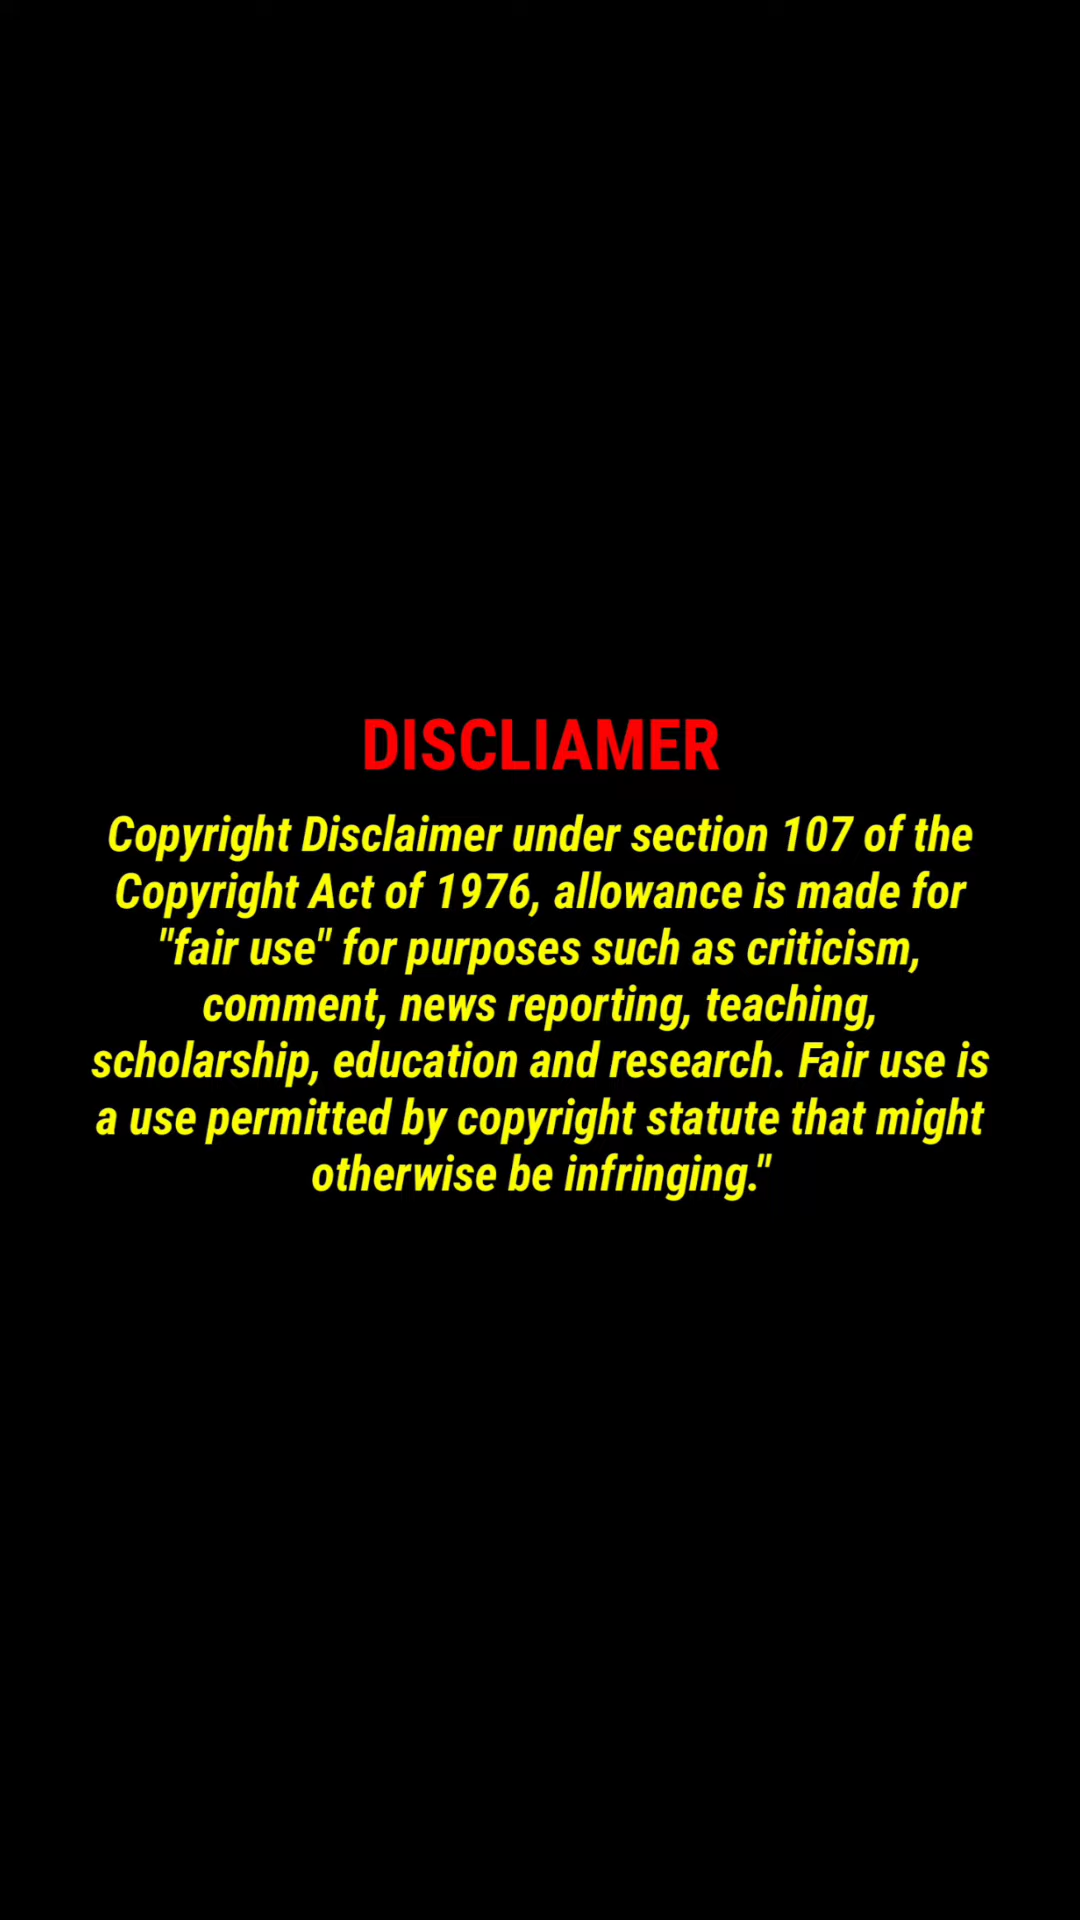 DISCLIAMER
Copyright Disclaimer under section 107 of the
Copyright Act of 1976, allowance is made for
"fair use" for purposes such as criticism,
comment, news reporting, teaching,
scholarship, education and research. Fair use is
a use permitted by copyright statute that might
otherwise be infringing."